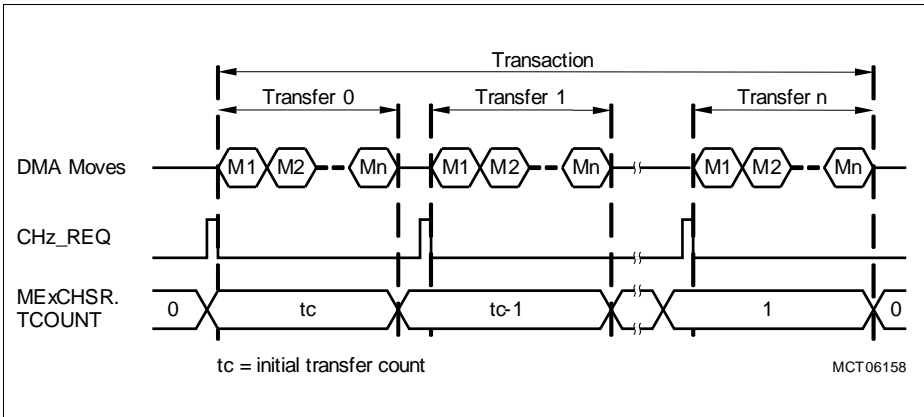 Transaction
Transfer 0 Transfer 1 Transfer n
DMA Moves M1 M2 Mn M1 M2 Mn M1 M2 Mn
CHz_REQ
MExCHSR.
TCOUNT
0 tc tc-1 1 0
tc = initial transfer count
MCT06158